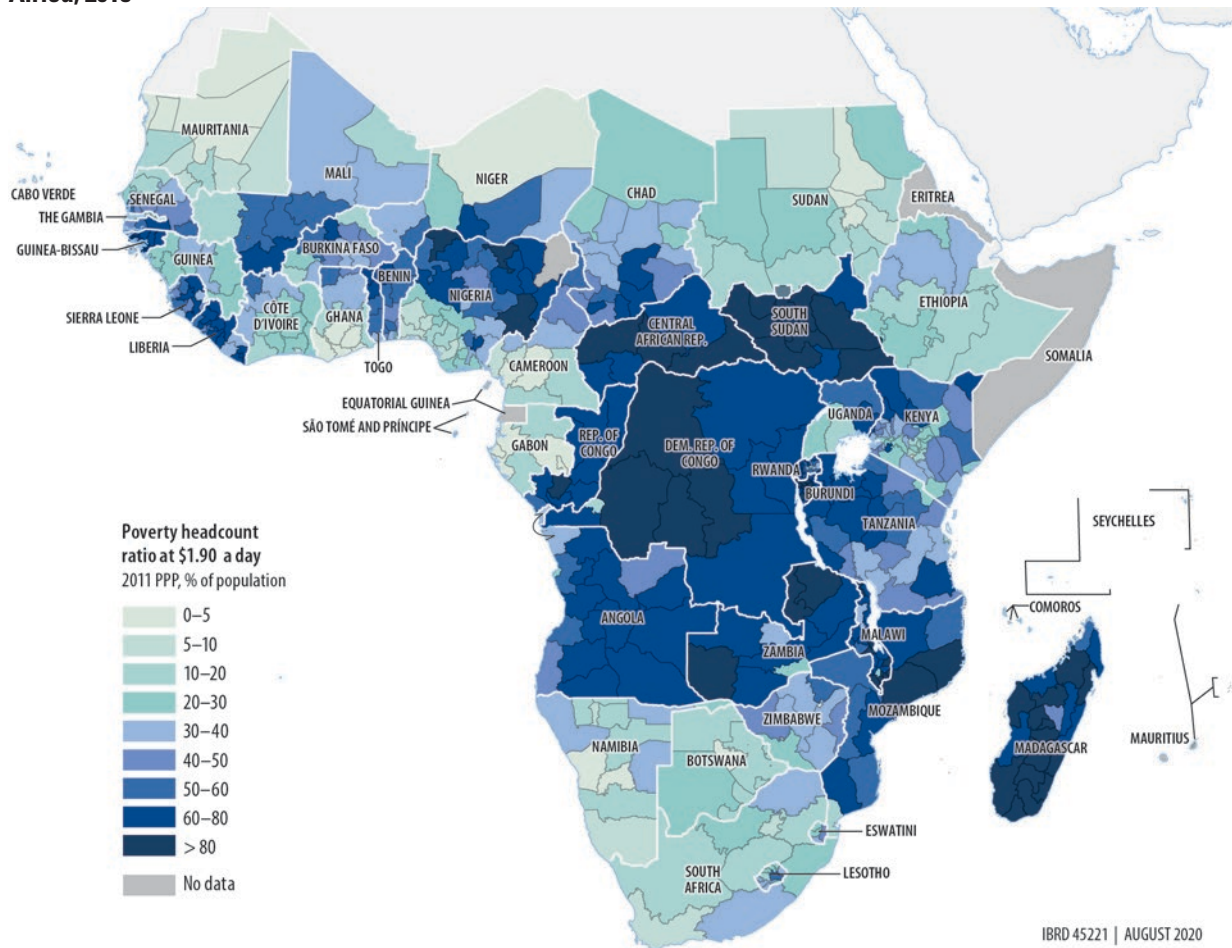 MAURITANIA
MALI
NIGER
CHAD
SUDAN
ERITREA
CABO VERDE
SENEGAL
THE GAMBIA
GUINEA-BISSAU
BURKINA FASO
GUINEA
BENIN
NIGERIA
ETHIOPIA
SIERRA LEONE
CÔTE
D'IVOIRE
GHANA
CENTRAL
AFRICAN REP.
SOUTH
SUDAN
LIBERIA
SOMALIA
TOGO
CAMEROON
EQUATORIAL GUINEA
SÃO TOMÉ AND PRÍNCIPE
UGANDA
KENYA
GABON
REP. OF
CONGO
DEM. REP. OF
CONGO
RWANDA
BURUNDI
TANZANIA
SEYCHELLES
COMOROS
Poverty headcount
ratio at $1.90 a day
2011 PPP, % of population
0–5
5–10
10–20
20–30
30–40
40–50
50–60
60–80
> 80
No data
ANGOLA
ZAMBIA
MALAWI
MOZAMBIQUE
ZIMBABWE
NAMIBIA
BOTSWANA
MADAGASCAR
MAURITIUS
ESWATINI
LESOTHO
SOUTH
AFRICA
IBRD 45221 | AUGUST 2020